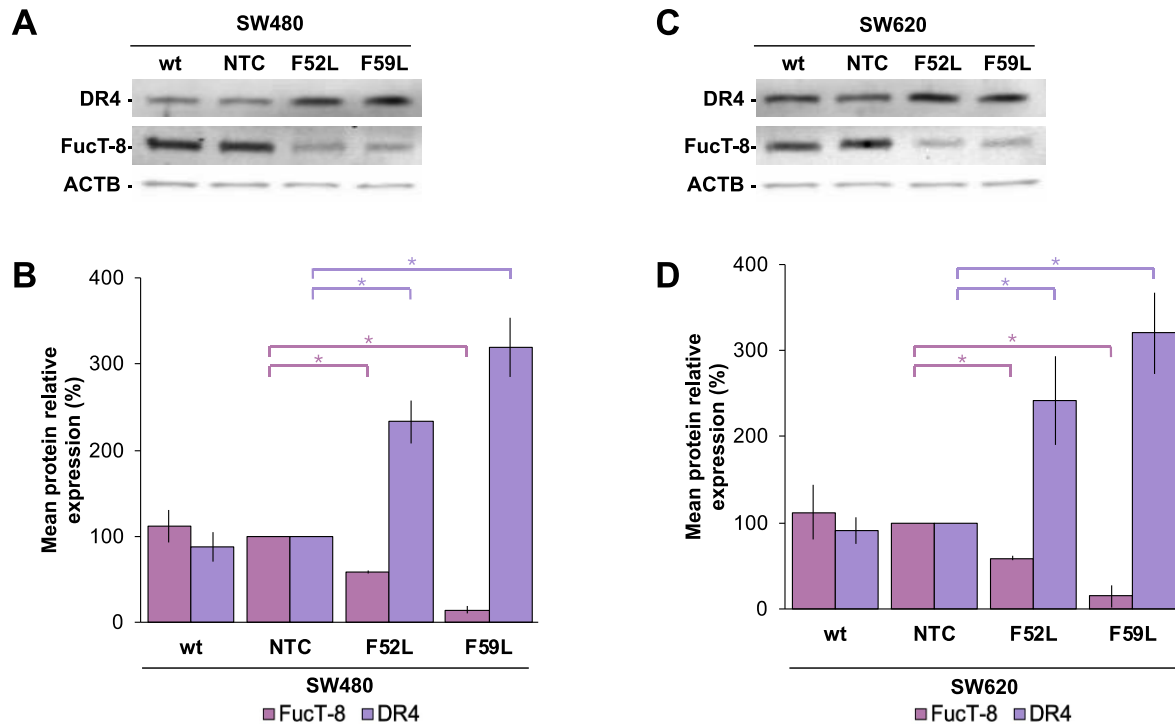 A
SW480
wt NTC F52L F59L
DR4 -
FucT-8 -
ACTB -
C
SW620
wt NTC F52L F59L
DR4 -
FucT-8 -
ACTB -
B
Mean protein relative
expression (%)
400
300
200
100
0
* * * *
wt NTC F52L F59L
SW480
FucT-8 DR4
D
Mean protein relative
expression (%)
400
300
200
100
0
* * * *
wt NTC F52L F59L
SW620
FucT-8 DR4